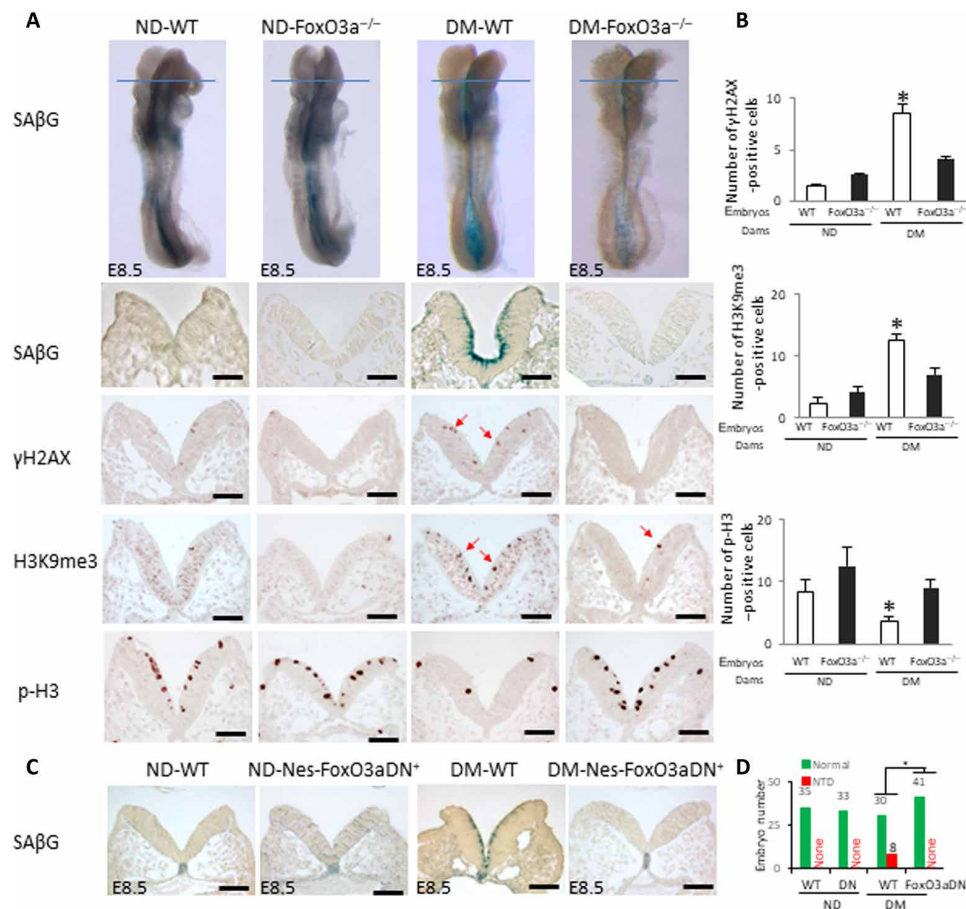 A
ND-WT ND-FoxO3a−/− DM-WT DM-FoxO3a−/−
SAβG
E8.5 E8.5 E8.5 E8.5
SAβG
γH2AX
H3K9me3
p-H3
B
Number of γH2AX
-positive cells
10
5
0
WT FoxO3a−/− WT FoxO3a−/−
Embryos
Dams
ND DM
*
Number of H3K9me3
-positive cells
20
10
0
WT FoxO3a−/− WT FoxO3a−/−
Embryos
Dams
ND DM
*
Number of p-H3
-positive cells
20
10
0
WT FoxO3a−/− WT FoxO3a−/−
Embryos
Dams
ND DM
*
C
ND-WT ND-Nes-FoxO3aDN+ DM-WT DM-Nes-FoxO3aDN+
SAβG
E8.5 E8.5 E8.5 E8.5
D
Normal
NTD
Embryo number
50
25
0
35 None 33 None 30 8 41 None
*
WT DN WT FoxO3aDN
ND DM